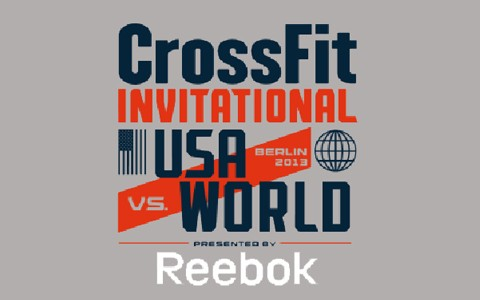 CrossFit
INVITATIONAL
USA
BERLIN
2013
VS.
WORLD
PRESENTED BY
Reebok